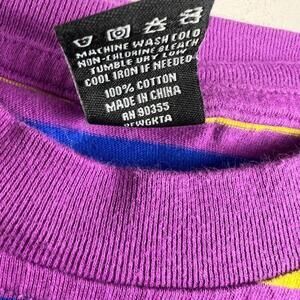 MACHINE WASH COLD
NON-CHLORINE BLEACH
TUMBLE DRY LOW
COOL IRON IF NEEDED
100% COTTON
MADE IN CHINA
RN 90355